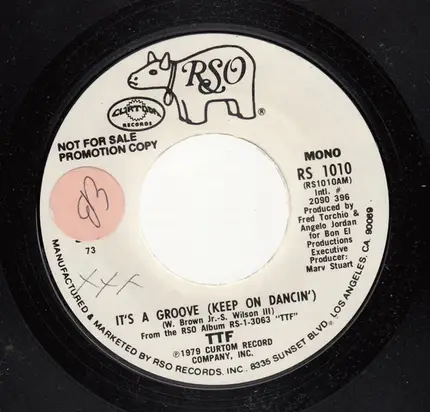 RSO
®
CURTOM
RECORDS
NOT FOR SALE
PROMOTION COPY
MONO
RS 1010
(RS1010AM)
Intl. #
2090 396
Produced by
Fred Torchio &
Angelo Jordan
for Bon El
Productions
Executive
Producer:
Marv Stuart
73
IT'S A GROOVE (KEEP ON DANCIN')
(W. Brown Jr.-S. Wilson III)
From the RSO Album RS-1-3063 "TTF"
TTF
℗1979 CURTOM RECORD
COMPANY, INC.
MANUFACTURED & MARKETED BY RSO RECORDS, INC. 8335 SUNSET BLVD., LOS ANGELES, CA. 90069